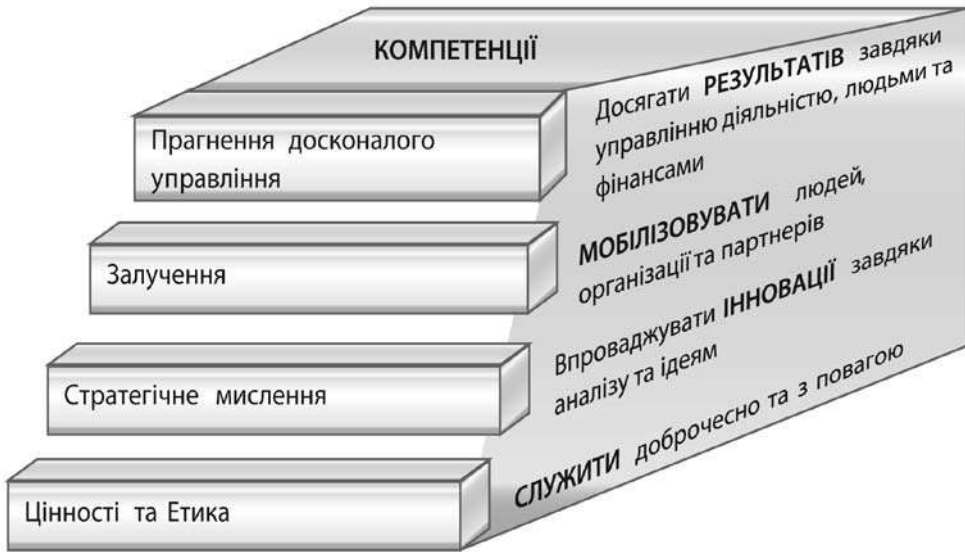 КОМПЕТЕНЦІЇ
Прагнення досконалого
управління
Досягати РЕЗУЛЬТАТІВ завдяки
управлінню діяльністю, людьми та
фінансами
Залучення
МОБІЛІЗОВУВАТИ людей,
організації та партнерів
Стратегічне мислення
Впроваджувати ІННОВАЦІЇ завдяки
аналізу та ідеям
Цінності та Етика
СЛУЖИТИ доброчесно та з повагою